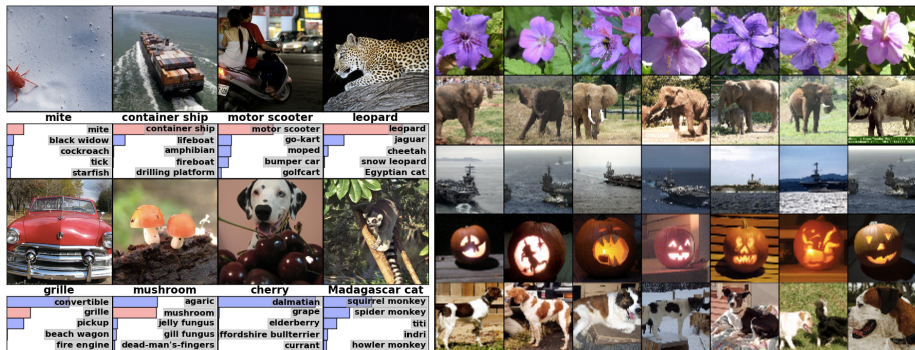 mite container ship motor scooter leopard
mite container ship motor scooter leopard
black widow lifeboat go-kart jaguar
cockroach amphibian moped cheetah
tick fireboat bumper car snow leopard
starfish drilling platform golfcart Egyptian cat
grille mushroom cherry Madagascar cat
convertible agaric dalmatian squirrel monkey
grille mushroom grape spider monkey
pickup jelly fungus elderberry titi
beach wagon gill fungus ffordshire bullterrier indri
fire engine dead-man's-fingers currant howler monkey